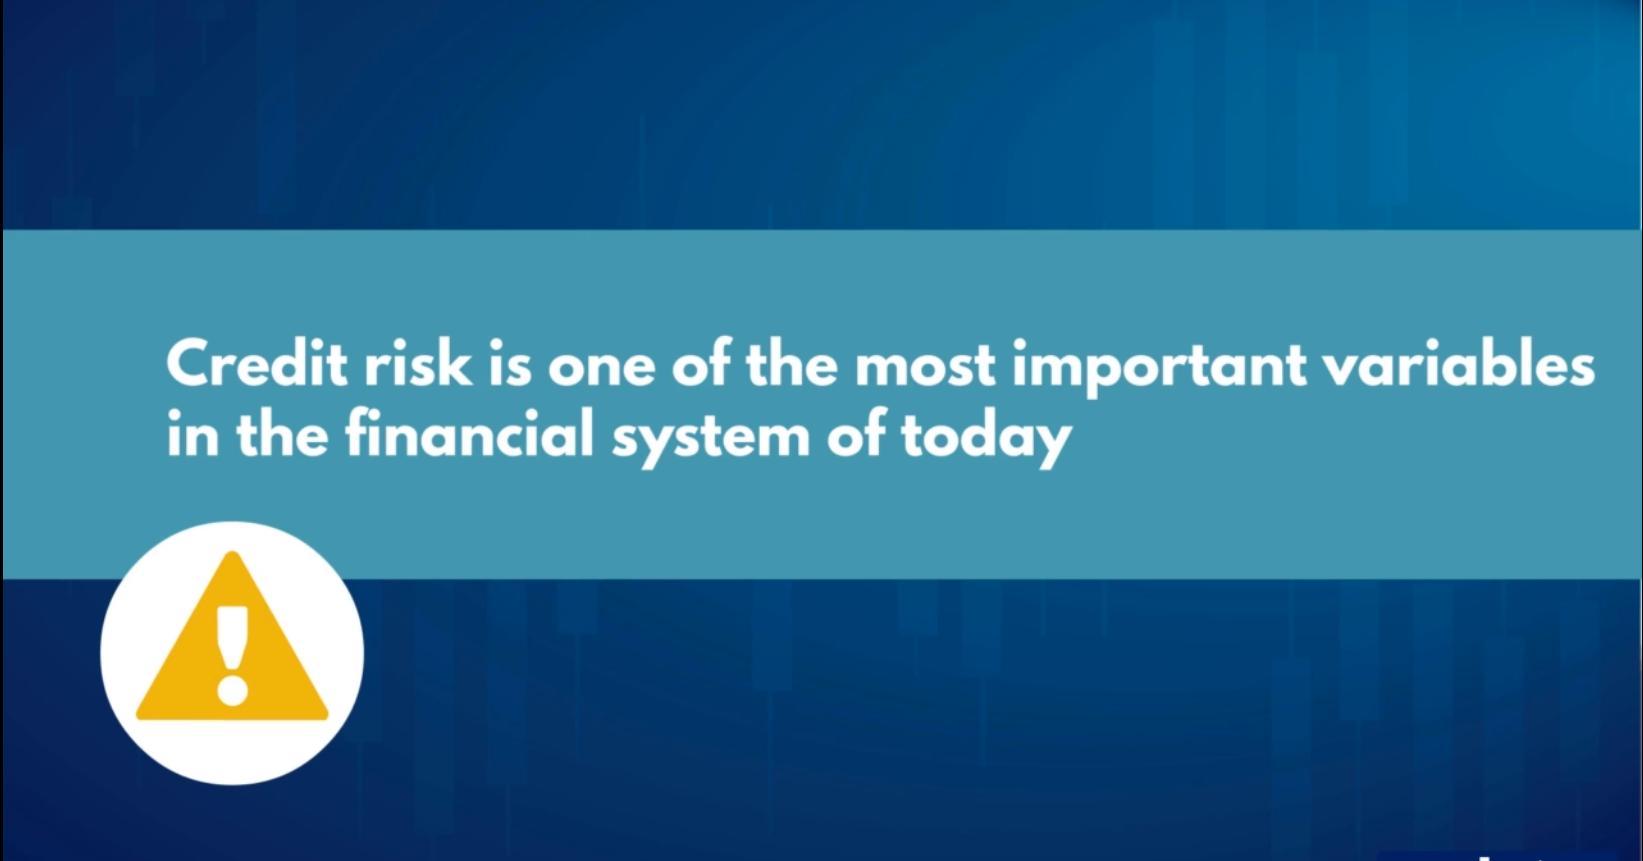 Credit risk is one of the most important variables
in the financial system of today